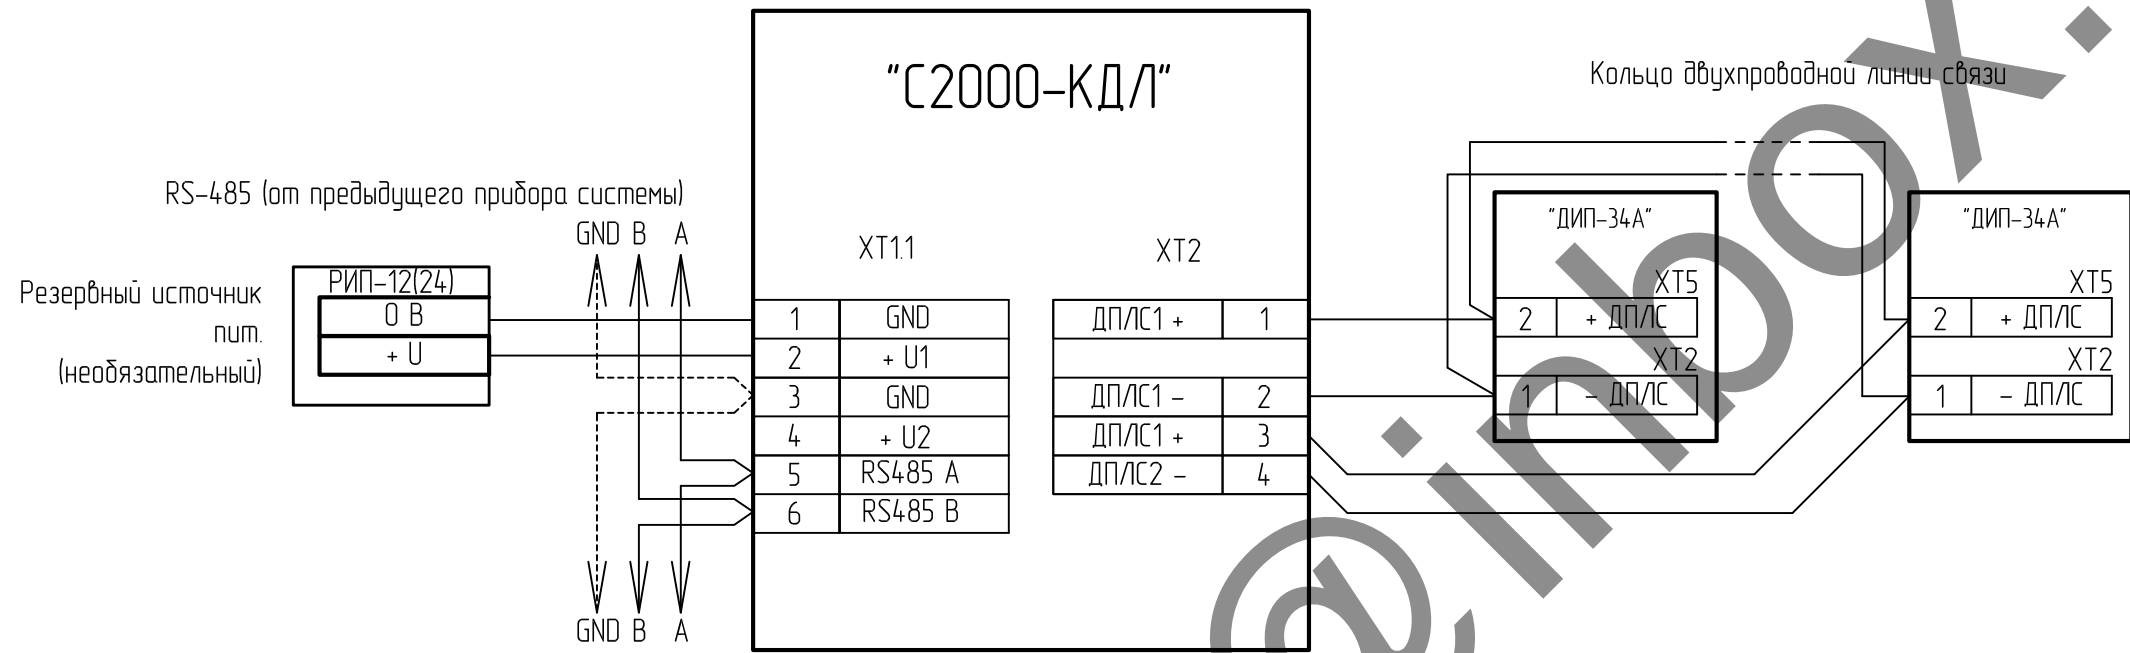 "С2000-КДЛ"
Кольцо двухпроводной линии связи
RS-485 (от предыдущего прибора системы)
GND B A
Резервный источник
пит.
(необязательный)
РИП-12(24)
0 В
+ U
XT1.1
1 GND
2 + U1
3 GND
4 + U2
5 RS485 A
6 RS485 B
XT2
ДПЛС1 + 1
ДПЛС1 - 2
ДПЛС1 + 3
ДПЛС2 - 4
"ДИП-34А"
XT5
2 + ДПЛС
XT2
1 - ДПЛС
"ДИП-34А"
XT5
2 + ДПЛС
XT2
1 - ДПЛС
GND B A
@inbox.